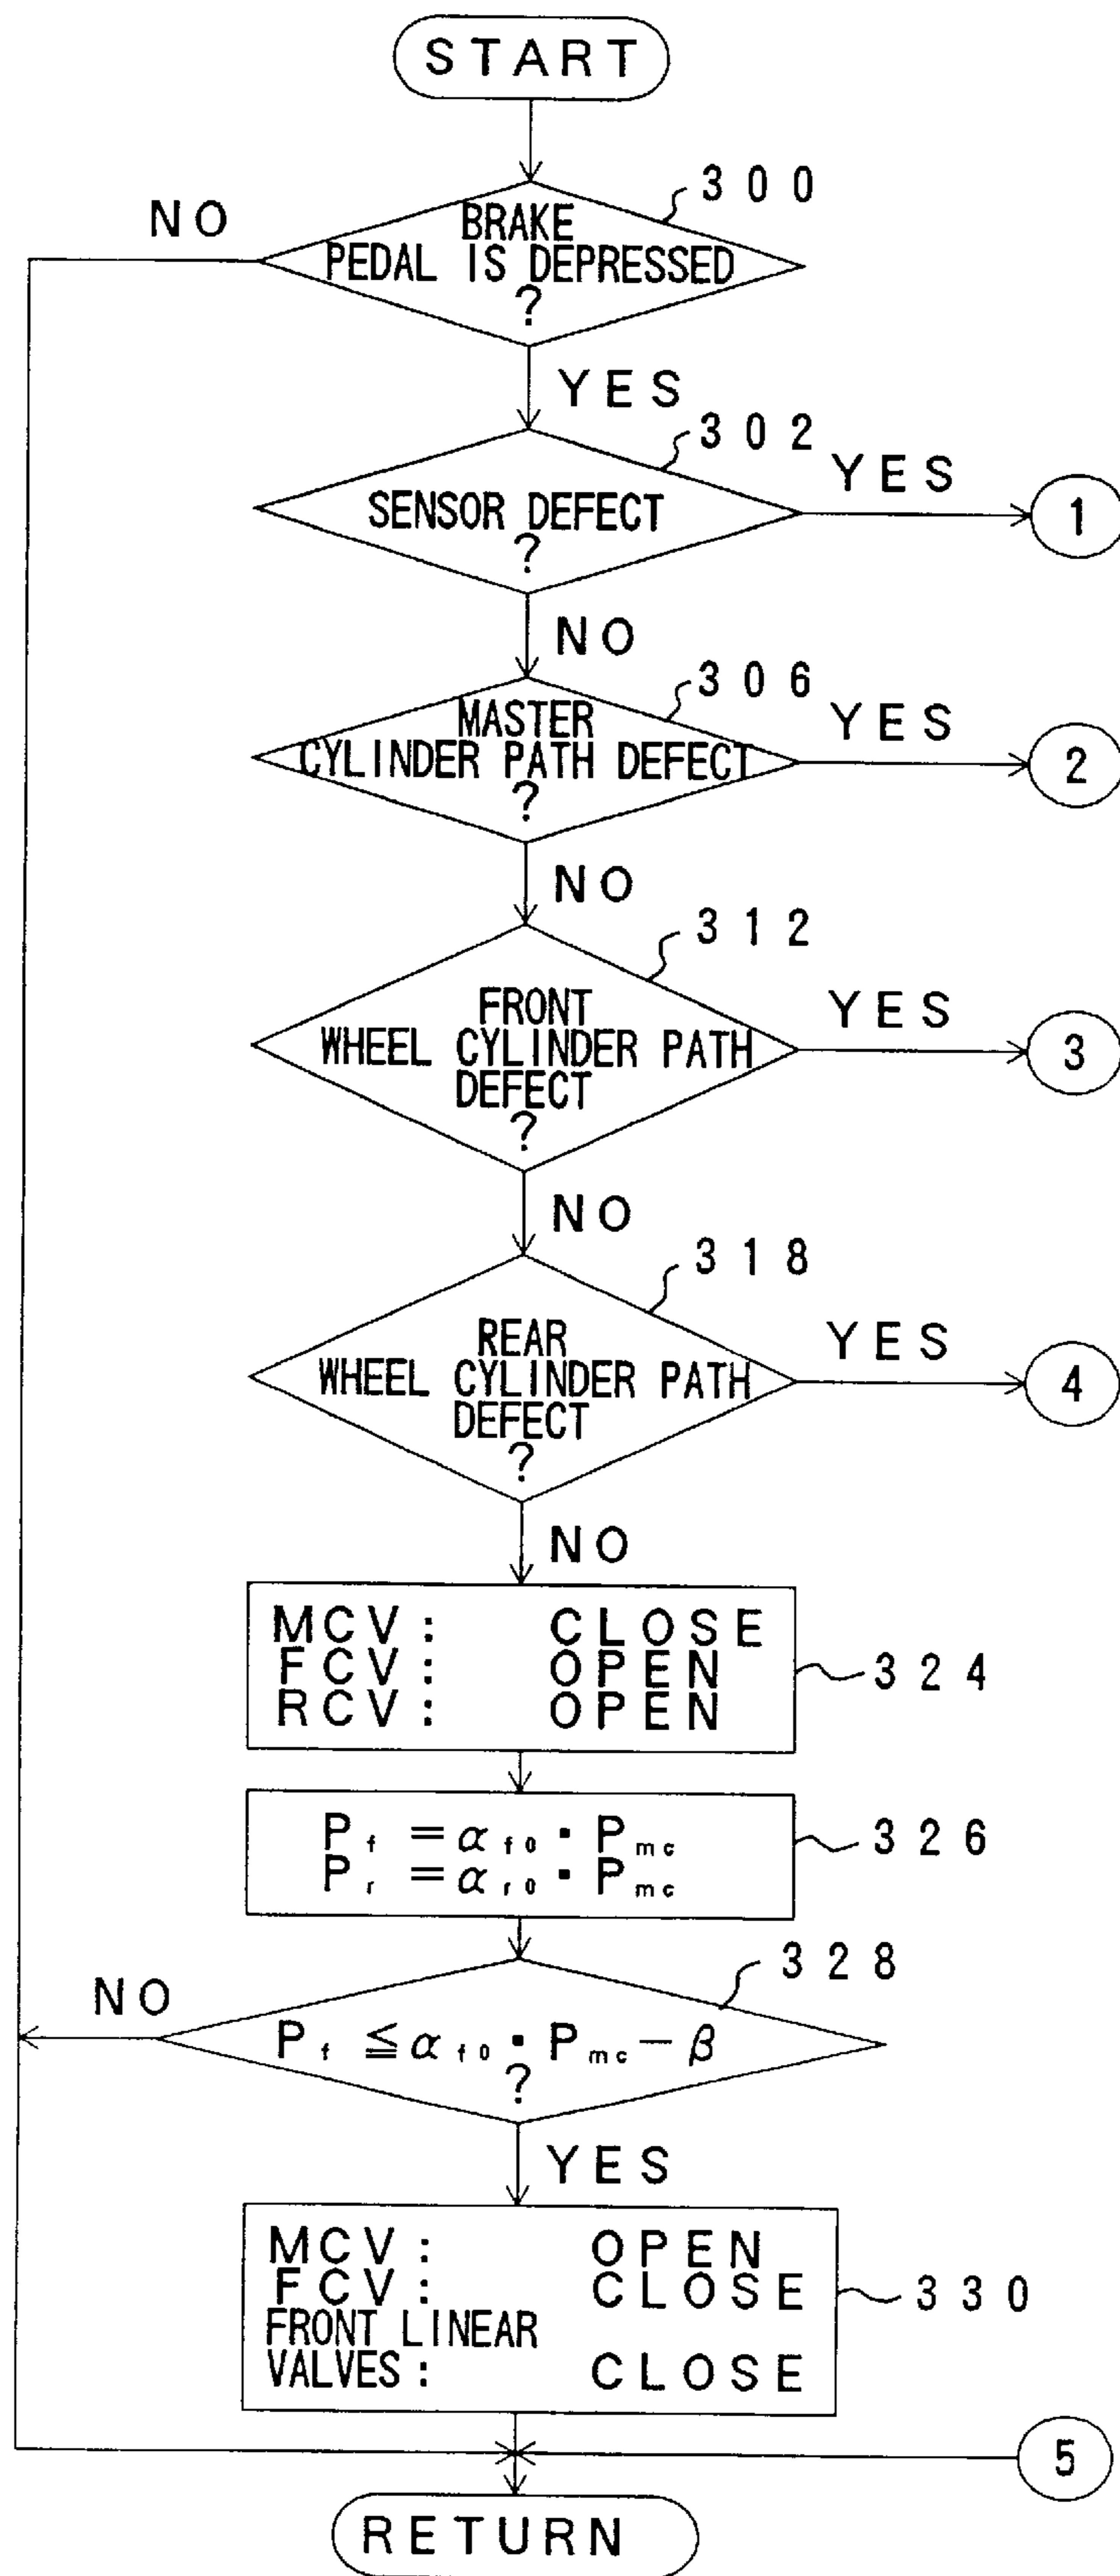 START
300
NO
BRAKE
PEDAL IS DEPRESSED
?
YES
302
YES
SENSOR DEFECT
?
1
NO
306
YES
MASTER
CYLINDER PATH DEFECT
?
2
NO
312
YES
FRONT
WHEEL CYLINDER PATH
DEFECT
?
3
NO
318
YES
REAR
WHEEL CYLINDER PATH
DEFECT
?
4
NO
MCV: CLOSE
FCV: OPEN
RCV: OPEN
324
Pf = αf0・Pmc
Pr = αr0・Pmc
326
328
NO
Pf ≦ αf0・Pmc − β
?
YES
MCV: OPEN
FCV: CLOSE
FRONT LINEAR
VALVES: CLOSE
330
5
RETURN